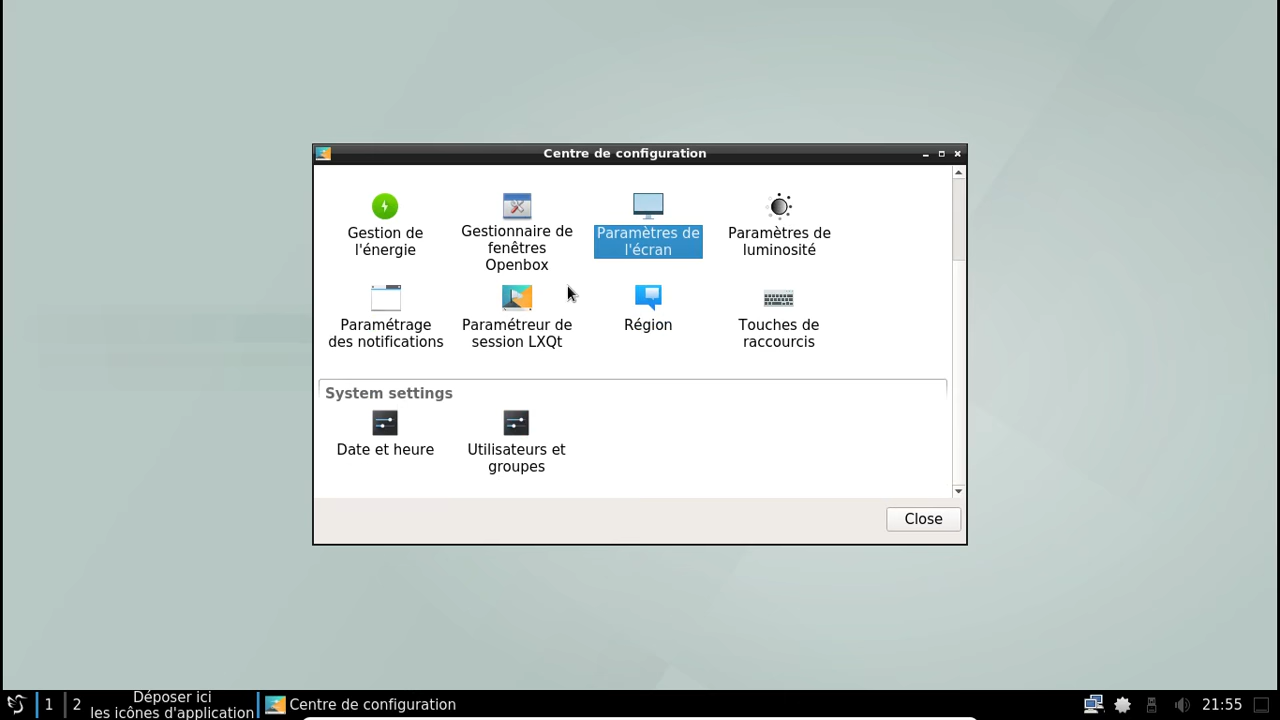 Centre de configuration
Gestion de
l'énergie
Gestionnaire de
fenêtres
Openbox
Paramètres de
l'écran
Paramètres de
luminosité
Paramétrage
des notifications
Paramétreur de
session LXQt
Région
Touches de
raccourcis
System settings
Date et heure
Utilisateurs et
groupes
Close
1
2
Déposer ici
les icônes d'application
Centre de configuration
21:55